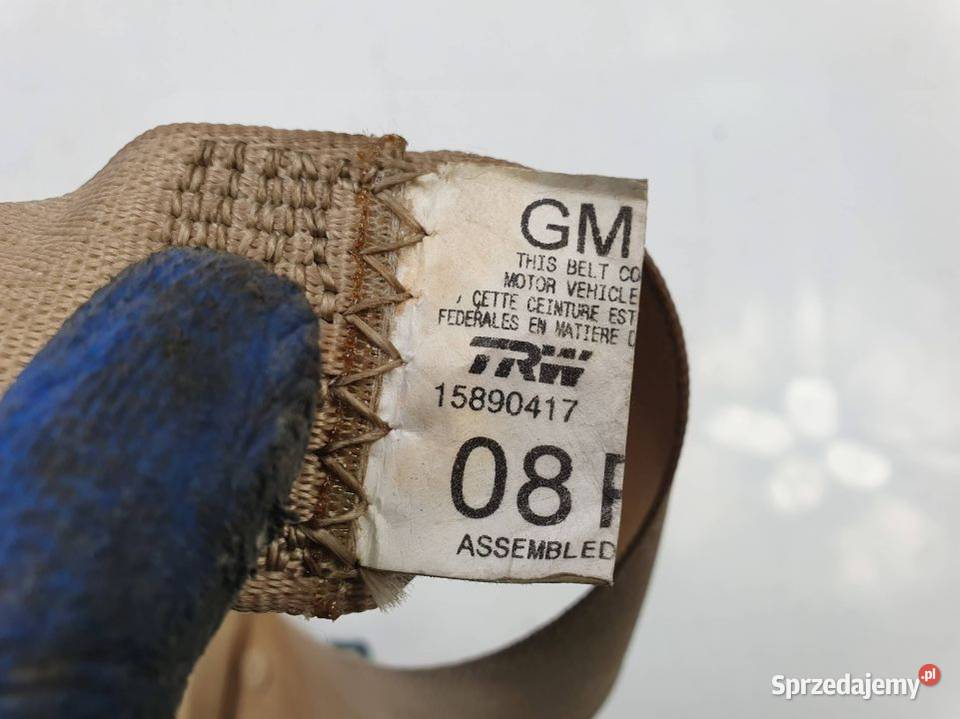 GM
THIS BELT CO
MOTOR VEHICLE
, CETTE CEINTURE EST
FEDERALES EN MATIERE D
TRW
15890417
08
ASSEMBLED
Sprzedajemy.pl